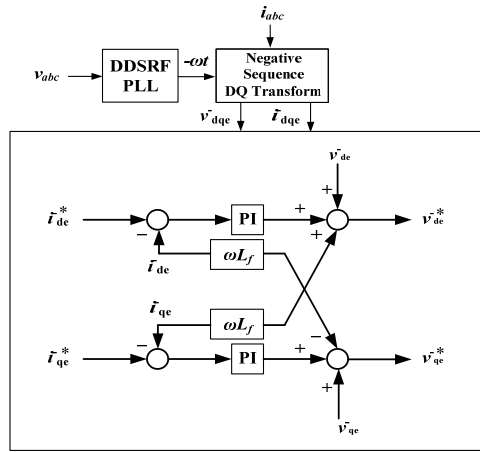 i_abc
v_abc
DDSRF
PLL
-ωt
Negative
Sequence
DQ Transform
v⁻_dqe
i⁻_dqe
v⁻_de
+
i⁻_de*
−
PI
+
+
v⁻_de*
i⁻_de
ωL_f
i⁻_qe
ωL_f
−
i⁻_qe*
−
PI
+
v⁻_qe*
+
v⁻_qe